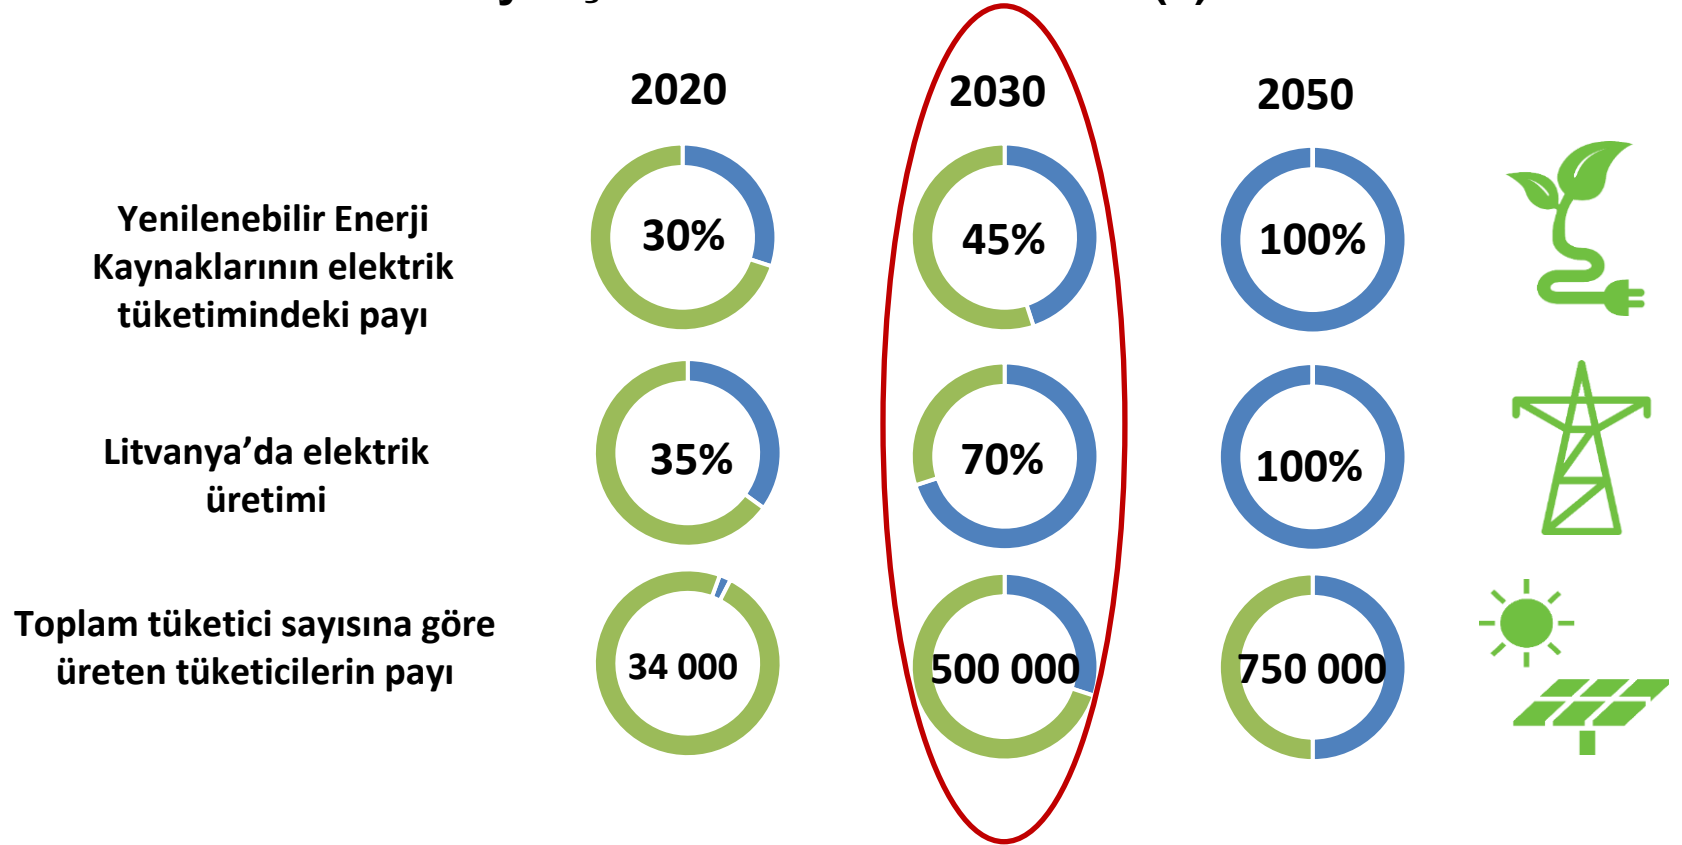 2020
2030
2050
Yenilenebilir Enerji
Kaynaklarının elektrik
tüketimindeki payı
30%
45%
100%
Litvanya’da elektrik
üretimi
35%
70%
100%
Toplam tüketici sayısına göre
üreten tüketicilerin payı
34 000
500 000
750 000